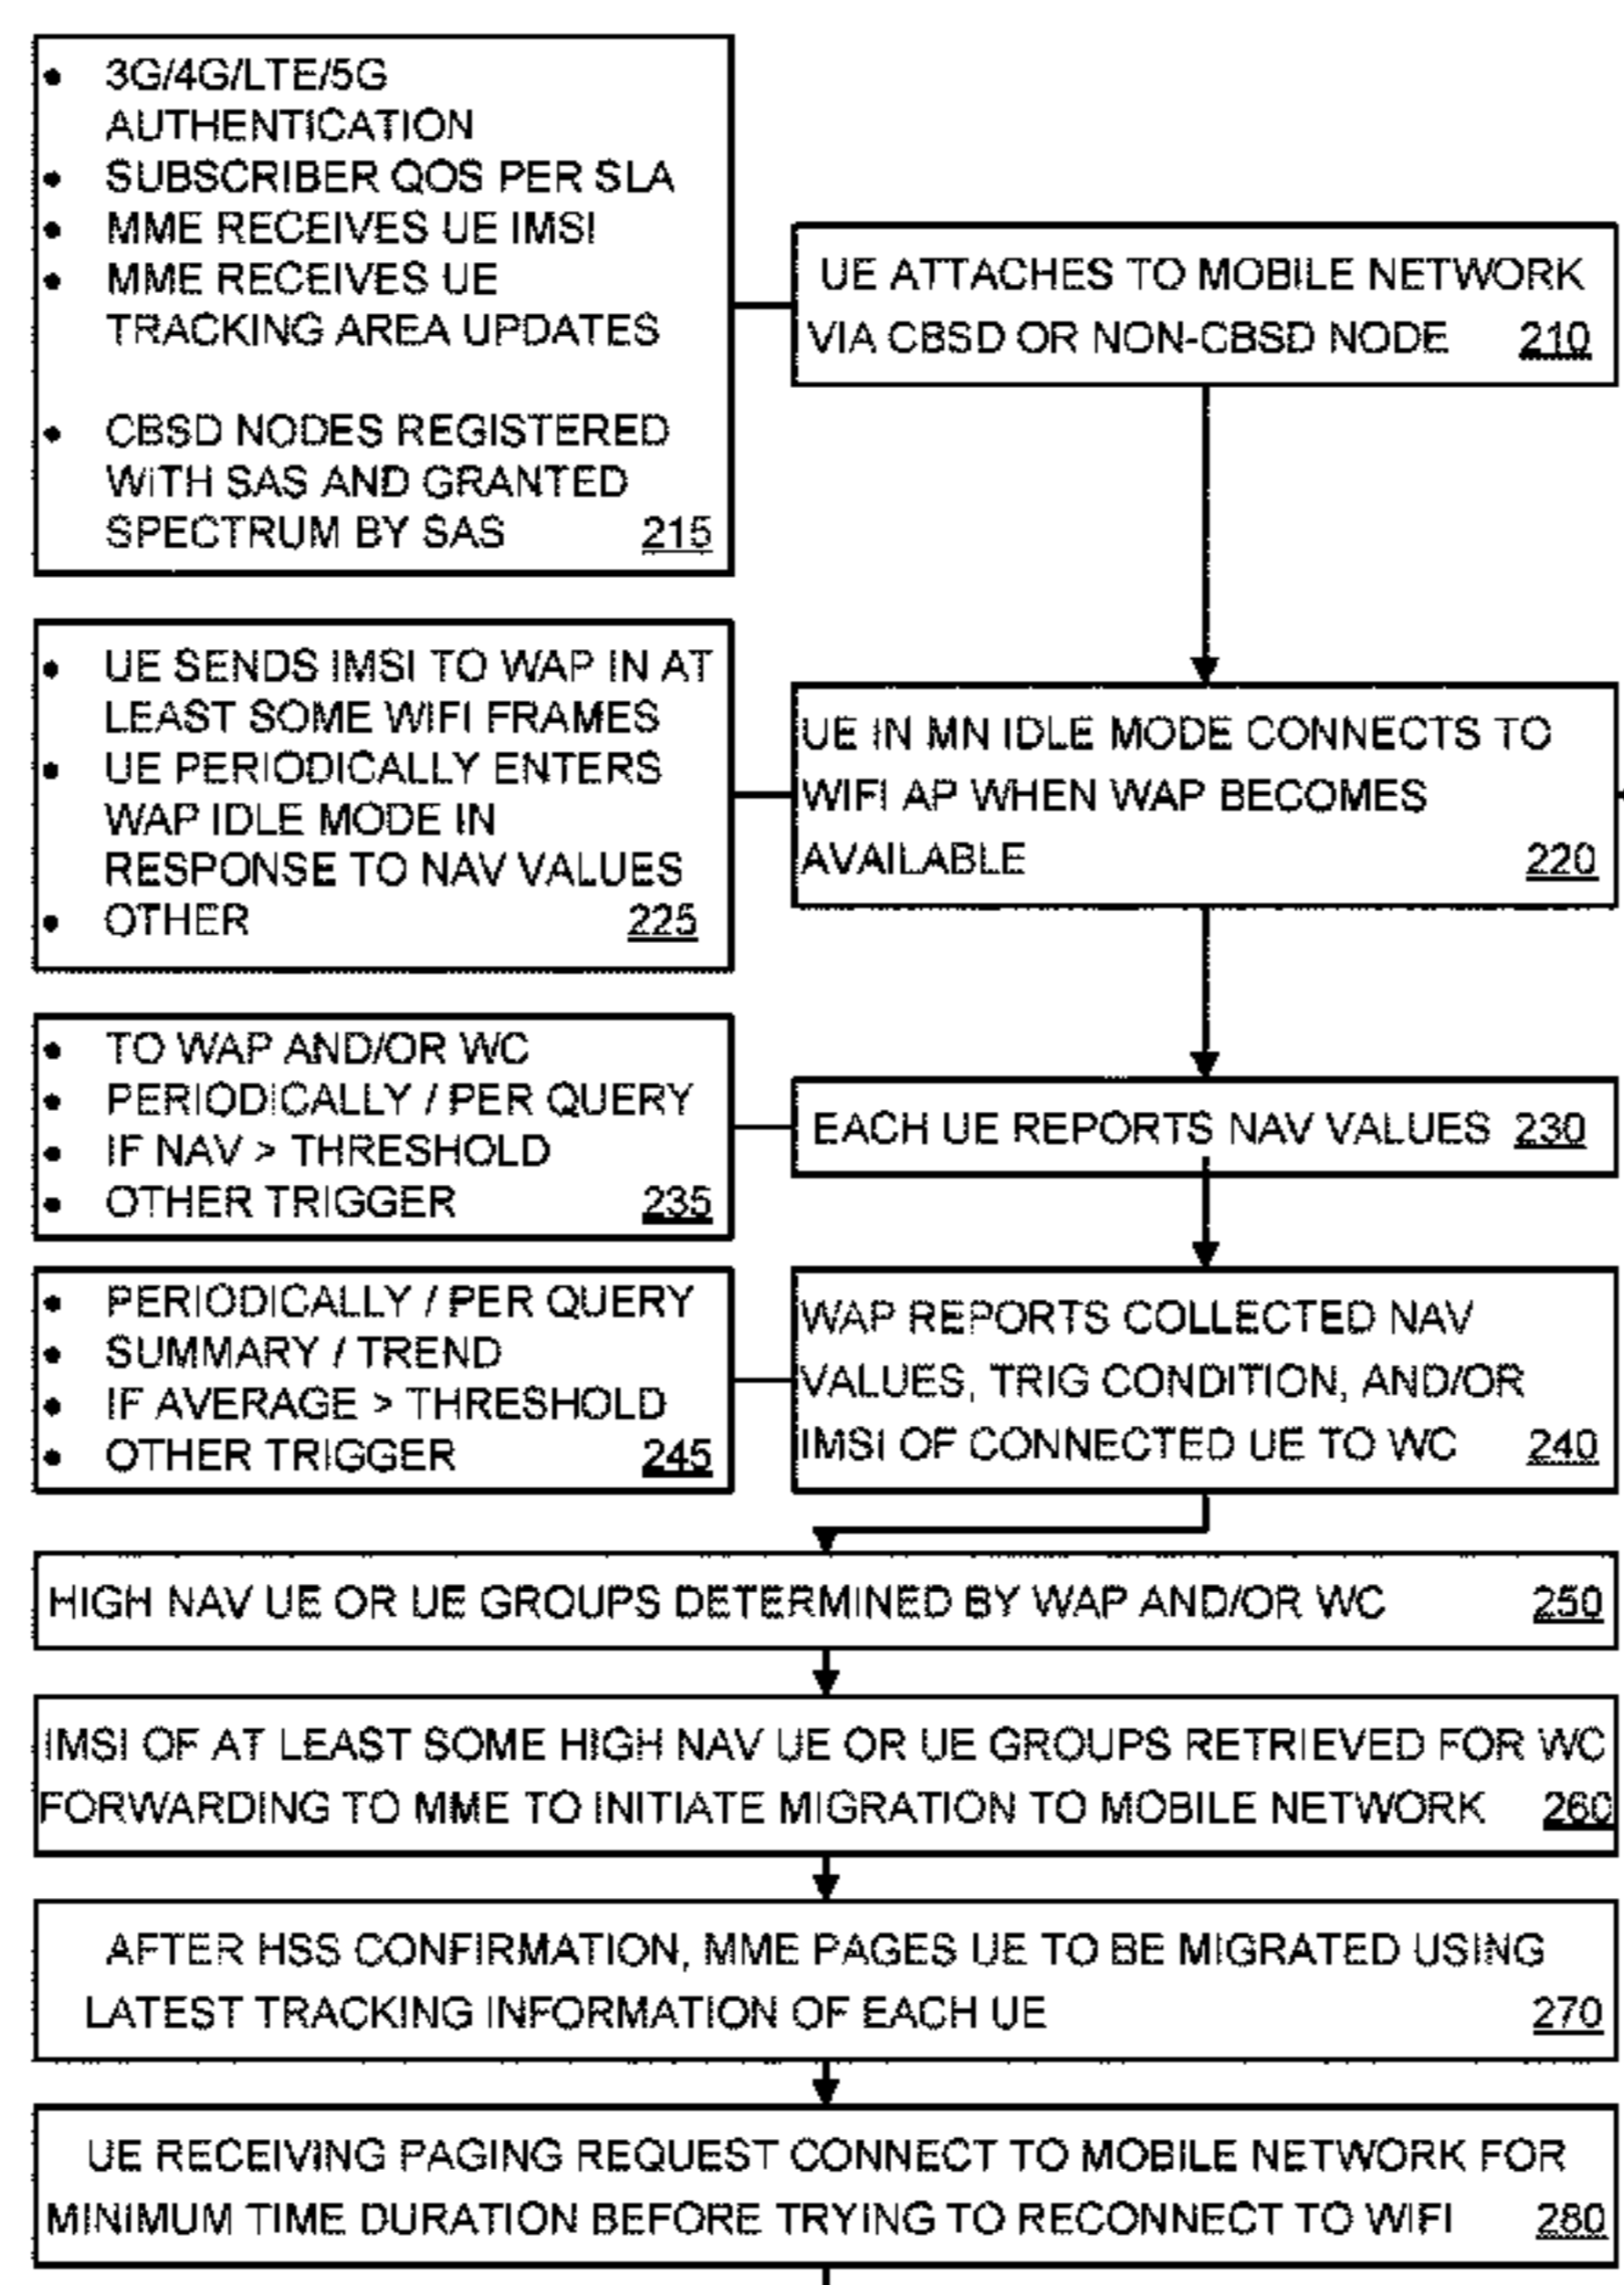 • 3G/4G/LTE/5G
AUTHENTICATION
• SUBSCRIBER QOS PER SLA
• MME RECEIVES UE IMSI
• MME RECEIVES UE
TRACKING AREA UPDATES
• CBSD NODES REGISTERED
WITH SAS AND GRANTED
SPECTRUM BY SAS 215
UE ATTACHES TO MOBILE NETWORK
VIA CBSD OR NON-CBSD NODE 210
• UE SENDS IMSI TO WAP IN AT
LEAST SOME WIFI FRAMES
• UE PERIODICALLY ENTERS
WAP IDLE MODE IN
RESPONSE TO NAV VALUES
• OTHER 225
UE IN MN IDLE MODE CONNECTS TO
WIFI AP WHEN WAP BECOMES
AVAILABLE 220
• TO WAP AND/OR WC
• PERIODICALLY / PER QUERY
• IF NAV > THRESHOLD
• OTHER TRIGGER 235
EACH UE REPORTS NAV VALUES 230
• PERIODICALLY / PER QUERY
• SUMMARY / TREND
• IF AVERAGE > THRESHOLD
• OTHER TRIGGER 245
WAP REPORTS COLLECTED NAV
VALUES, TRIG CONDITION, AND/OR
IMSI OF CONNECTED UE TO WC 240
HIGH NAV UE OR UE GROUPS DETERMINED BY WAP AND/OR WC 250
IMSI OF AT LEAST SOME HIGH NAV UE OR UE GROUPS RETRIEVED FOR WC
FORWARDING TO MME TO INITIATE MIGRATION TO MOBILE NETWORK 260
AFTER HSS CONFIRMATION, MME PAGES UE TO BE MIGRATED USING
LATEST TRACKING INFORMATION OF EACH UE 270
UE RECEIVING PAGING REQUEST CONNECT TO MOBILE NETWORK FOR
MINIMUM TIME DURATION BEFORE TRYING TO RECONNECT TO WIFI 280